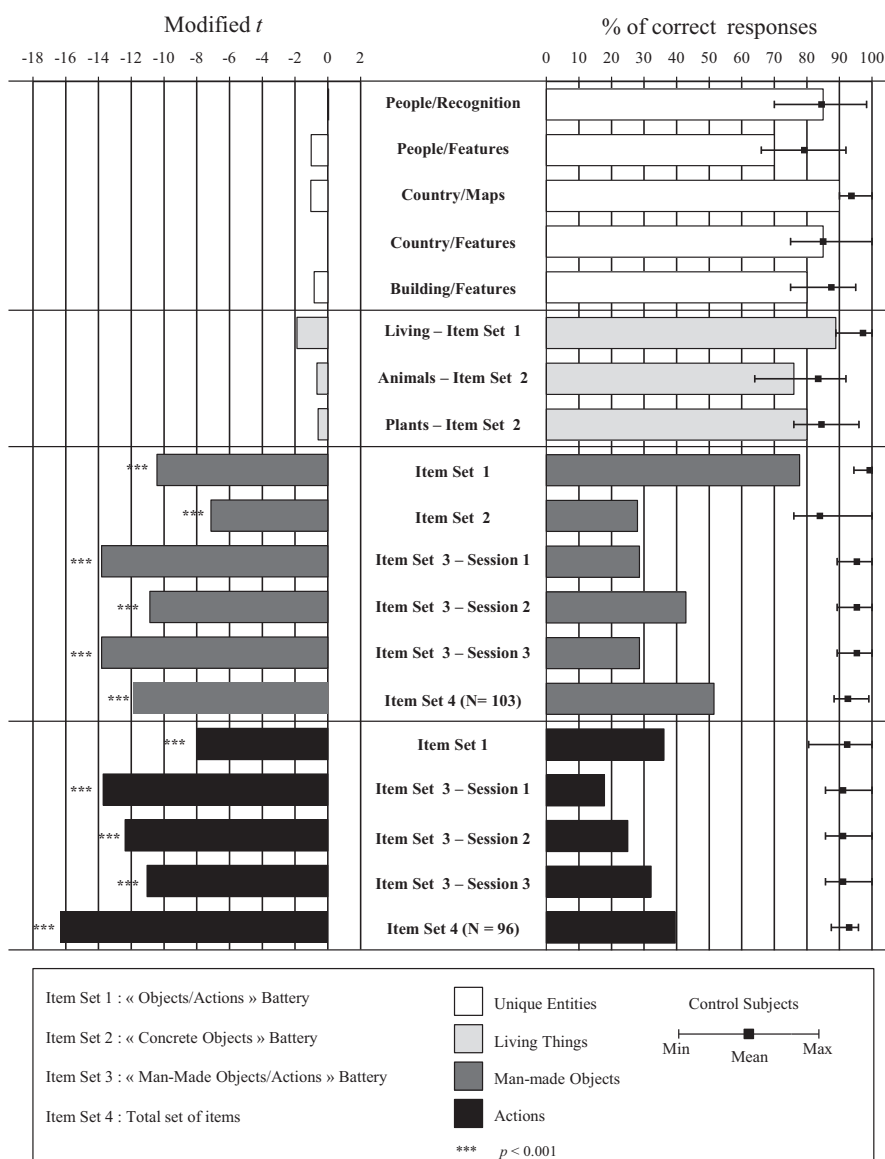 Modified t
% of correct responses
-18 -16 -14 -12 -10 -8 -6 -4 -2 0 2
0 10 20 30 40 50 60 70 80 90 100
People/Recognition
People/Features
Country/Maps
Country/Features
Building/Features
Living – Item Set 1
Animals – Item Set 2
Plants – Item Set 2
*** Item Set 1
*** Item Set 2
*** Item Set 3 – Session 1
*** Item Set 3 – Session 2
*** Item Set 3 – Session 3
*** Item Set 4 (N= 103)
*** Item Set 1
*** Item Set 3 – Session 1
*** Item Set 3 – Session 2
*** Item Set 3 – Session 3
*** Item Set 4 (N = 96)
Item Set 1 : « Objects/Actions » Battery
Item Set 2 : « Concrete Objects » Battery
Item Set 3 : « Man-Made Objects/Actions » Battery
Item Set 4 : Total set of items
Unique Entities
Living Things
Man-made Objects
Actions
*** p < 0.001
Control Subjects
Min Mean Max